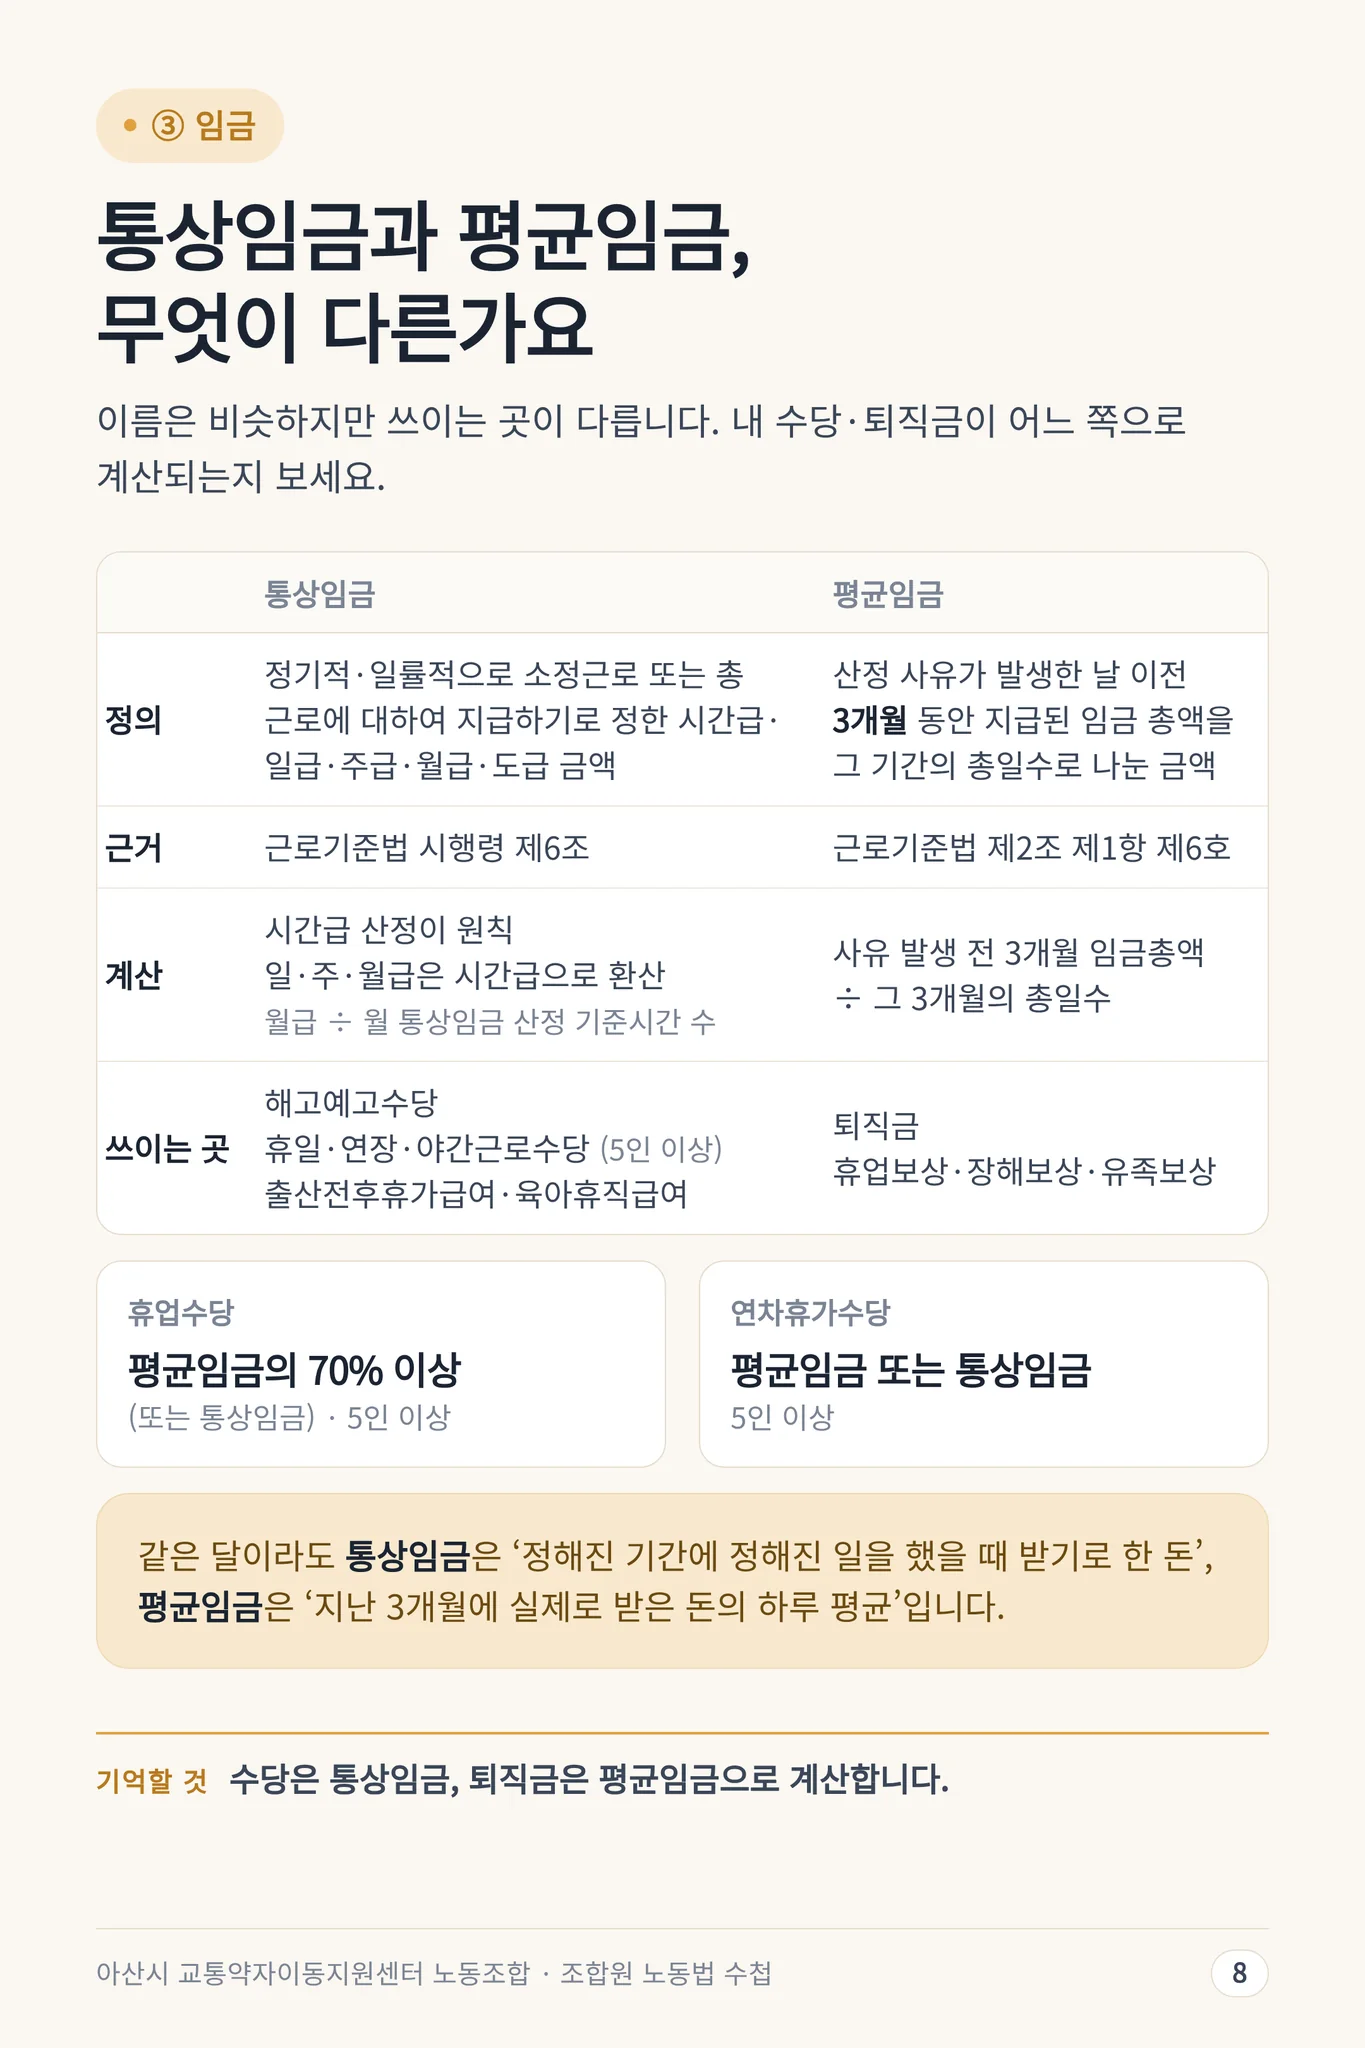 ③ 임금
통상임금과 평균임금,
무엇이 다른가요
이름은 비슷하지만 쓰이는 곳이 다릅니다. 내 수당·퇴직금이 어느 쪽으로
계산되는지 보세요.
통상임금 평균임금
정의
정기적·일률적으로 소정근로 또는 총
근로에 대하여 지급하기로 정한 시간급·
일급·주급·월급·도급 금액
산정 사유가 발생한 날 이전
3개월 동안 지급된 임금 총액을
그 기간의 총일수로 나눈 금액
근거
근로기준법 시행령 제6조
근로기준법 제2조 제1항 제6호
계산
시간급 산정이 원칙
일·주·월급은 시간급으로 환산
월급 ÷ 월 통상임금 산정 기준시간 수
사유 발생 전 3개월 임금총액
÷ 그 3개월의 총일수
쓰이는 곳
해고예고수당
휴일·연장·야간근로수당 (5인 이상)
출산전후휴가급여·육아휴직급여
퇴직금
휴업보상·장해보상·유족보상
휴업수당
평균임금의 70% 이상
(또는 통상임금) · 5인 이상
연차휴가수당
평균임금 또는 통상임금
5인 이상
같은 달이라도 통상임금은 ‘정해진 기간에 정해진 일을 했을 때 받기로 한 돈’,
평균임금은 ‘지난 3개월에 실제로 받은 돈의 하루 평균’입니다.
기억할 것 수당은 통상임금, 퇴직금은 평균임금으로 계산합니다.
아산시 교통약자이동지원센터 노동조합 · 조합원 노동법 수첩
8